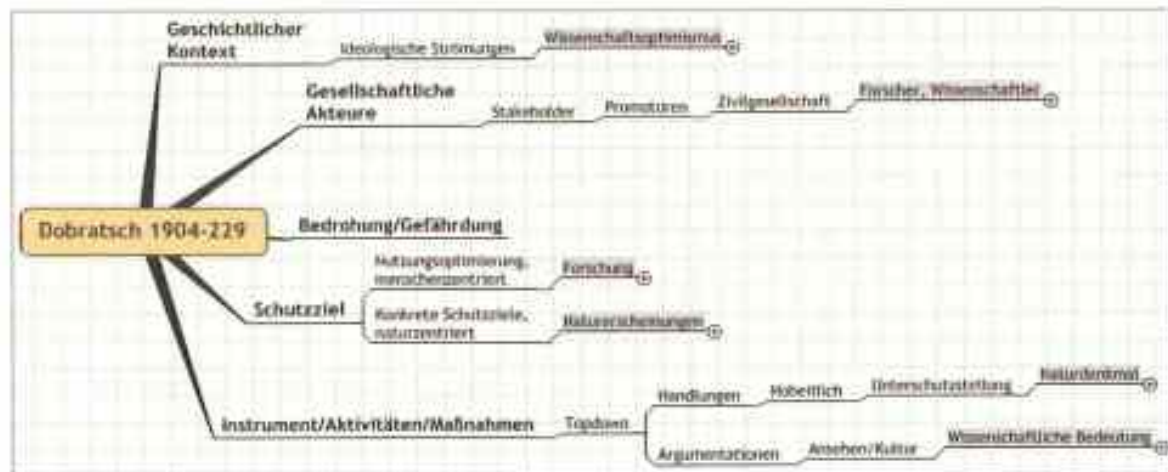 Geschichtlicher
Kontext
Ideologische Strömungen
Wissenschaftsoptimismus
Gesellschaftliche
Akteure
Stakeholder
Promotoren
Zivilgesellschaft
Forscher, Wissenschaftler
Dobratsch 1904-229
Bedrohung/Gefährdung
Schutzziel
Nutzungsoptimierung,
menschenzentriert
Forschung
Konkrete Schutzziele,
naturzentriert
Naturerscheinungen
Instrument/Aktivitäten/Maßnahmen
Topdown
Handlungen
Hoheitlich
Unterschutzstellung
Naturdenkmal
Argumentationen
Ansehen/Kultur
Wissenschaftliche Bedeutung